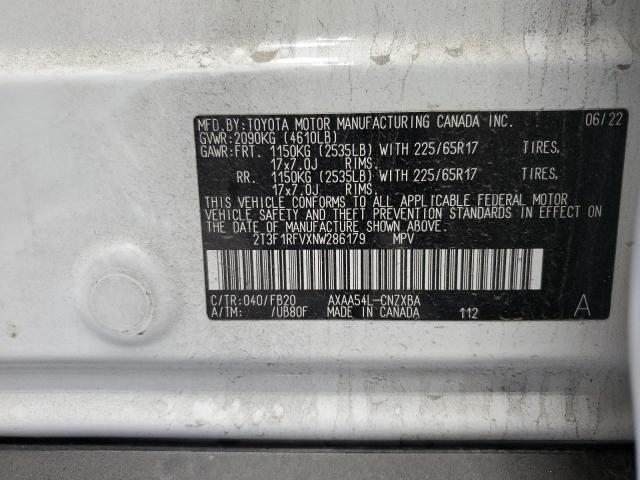 MFD.BY:TOYOTA MOTOR MANUFACTURING CANADA INC. 06/22
GVWR:2090KG (4610LB)
GAWR:FRT. 1150KG (2535LB) WITH 225/65R17 TIRES,
17x7.0J RIMS.
RR. 1150KG (2535LB) WITH 225/65R17 TIRES,
17x7.0J RIMS.
THIS VEHICLE CONFORMS TO ALL APPLICABLE FEDERAL MOTOR
VEHICLE SAFETY AND THEFT PREVENTION STANDARDS IN EFFECT ON
THE DATE OF MANUFACTURE SHOWN ABOVE.
2T3F1RFVXNW286179 MPV
C/TR:040/FB20 AXAA54L-CNZXBA
A/TM: /UB80F MADE IN CANADA 112 A